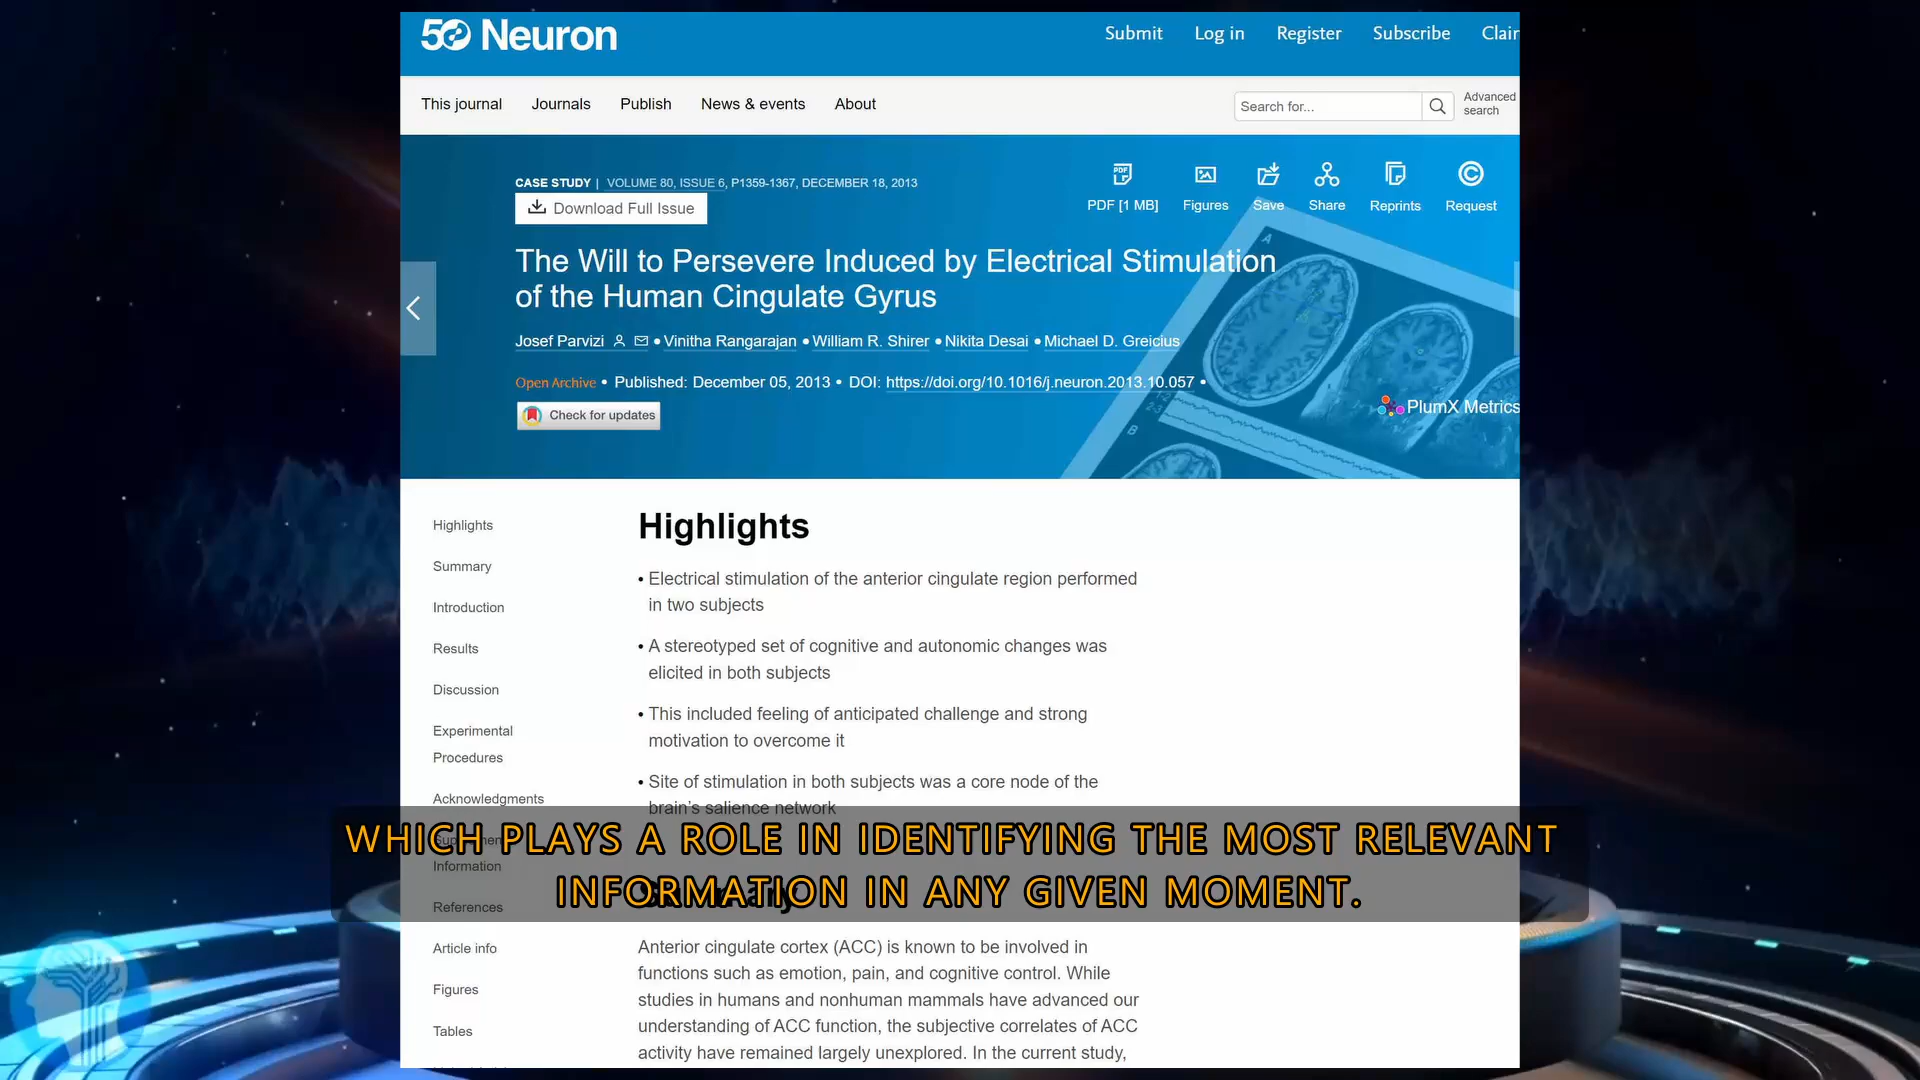 50 Neuron
Submit Log in Register Subscribe Clair
This journal Journals Publish News & events About
Search for...
Advanced
search
CASE STUDY | VOLUME 80, ISSUE 6, P1359-1367, DECEMBER 18, 2013
Download Full Issue
PDF [1 MB] Figures Save Share Reprints Request
The Will to Persevere Induced by Electrical Stimulation
of the Human Cingulate Gyrus
Josef Parvizi • Vinitha Rangarajan • William R. Shirer • Nikita Desai • Michael D. Greicius
Open Archive • Published: December 05, 2013 • DOI: https://doi.org/10.1016/j.neuron.2013.10.057 •
Check for updates
PlumX Metrics
A
B
Highlights
Summary
Introduction
Results
Discussion
Experimental
Procedures
Acknowledgments
Information
References
Article info
Figures
Tables
Highlights
• Electrical stimulation of the anterior cingulate region performed
in two subjects
• A stereotyped set of cognitive and autonomic changes was
elicited in both subjects
• This included feeling of anticipated challenge and strong
motivation to overcome it
• Site of stimulation in both subjects was a core node of the
brain's salience network
WHICH PLAYS A ROLE IN IDENTIFYING THE MOST RELEVANT
INFORMATION IN ANY GIVEN MOMENT.
Summary
Anterior cingulate cortex (ACC) is known to be involved in
functions such as emotion, pain, and cognitive control. While
studies in humans and nonhuman mammals have advanced our
understanding of ACC function, the subjective correlates of ACC
activity have remained largely unexplored. In the current study,